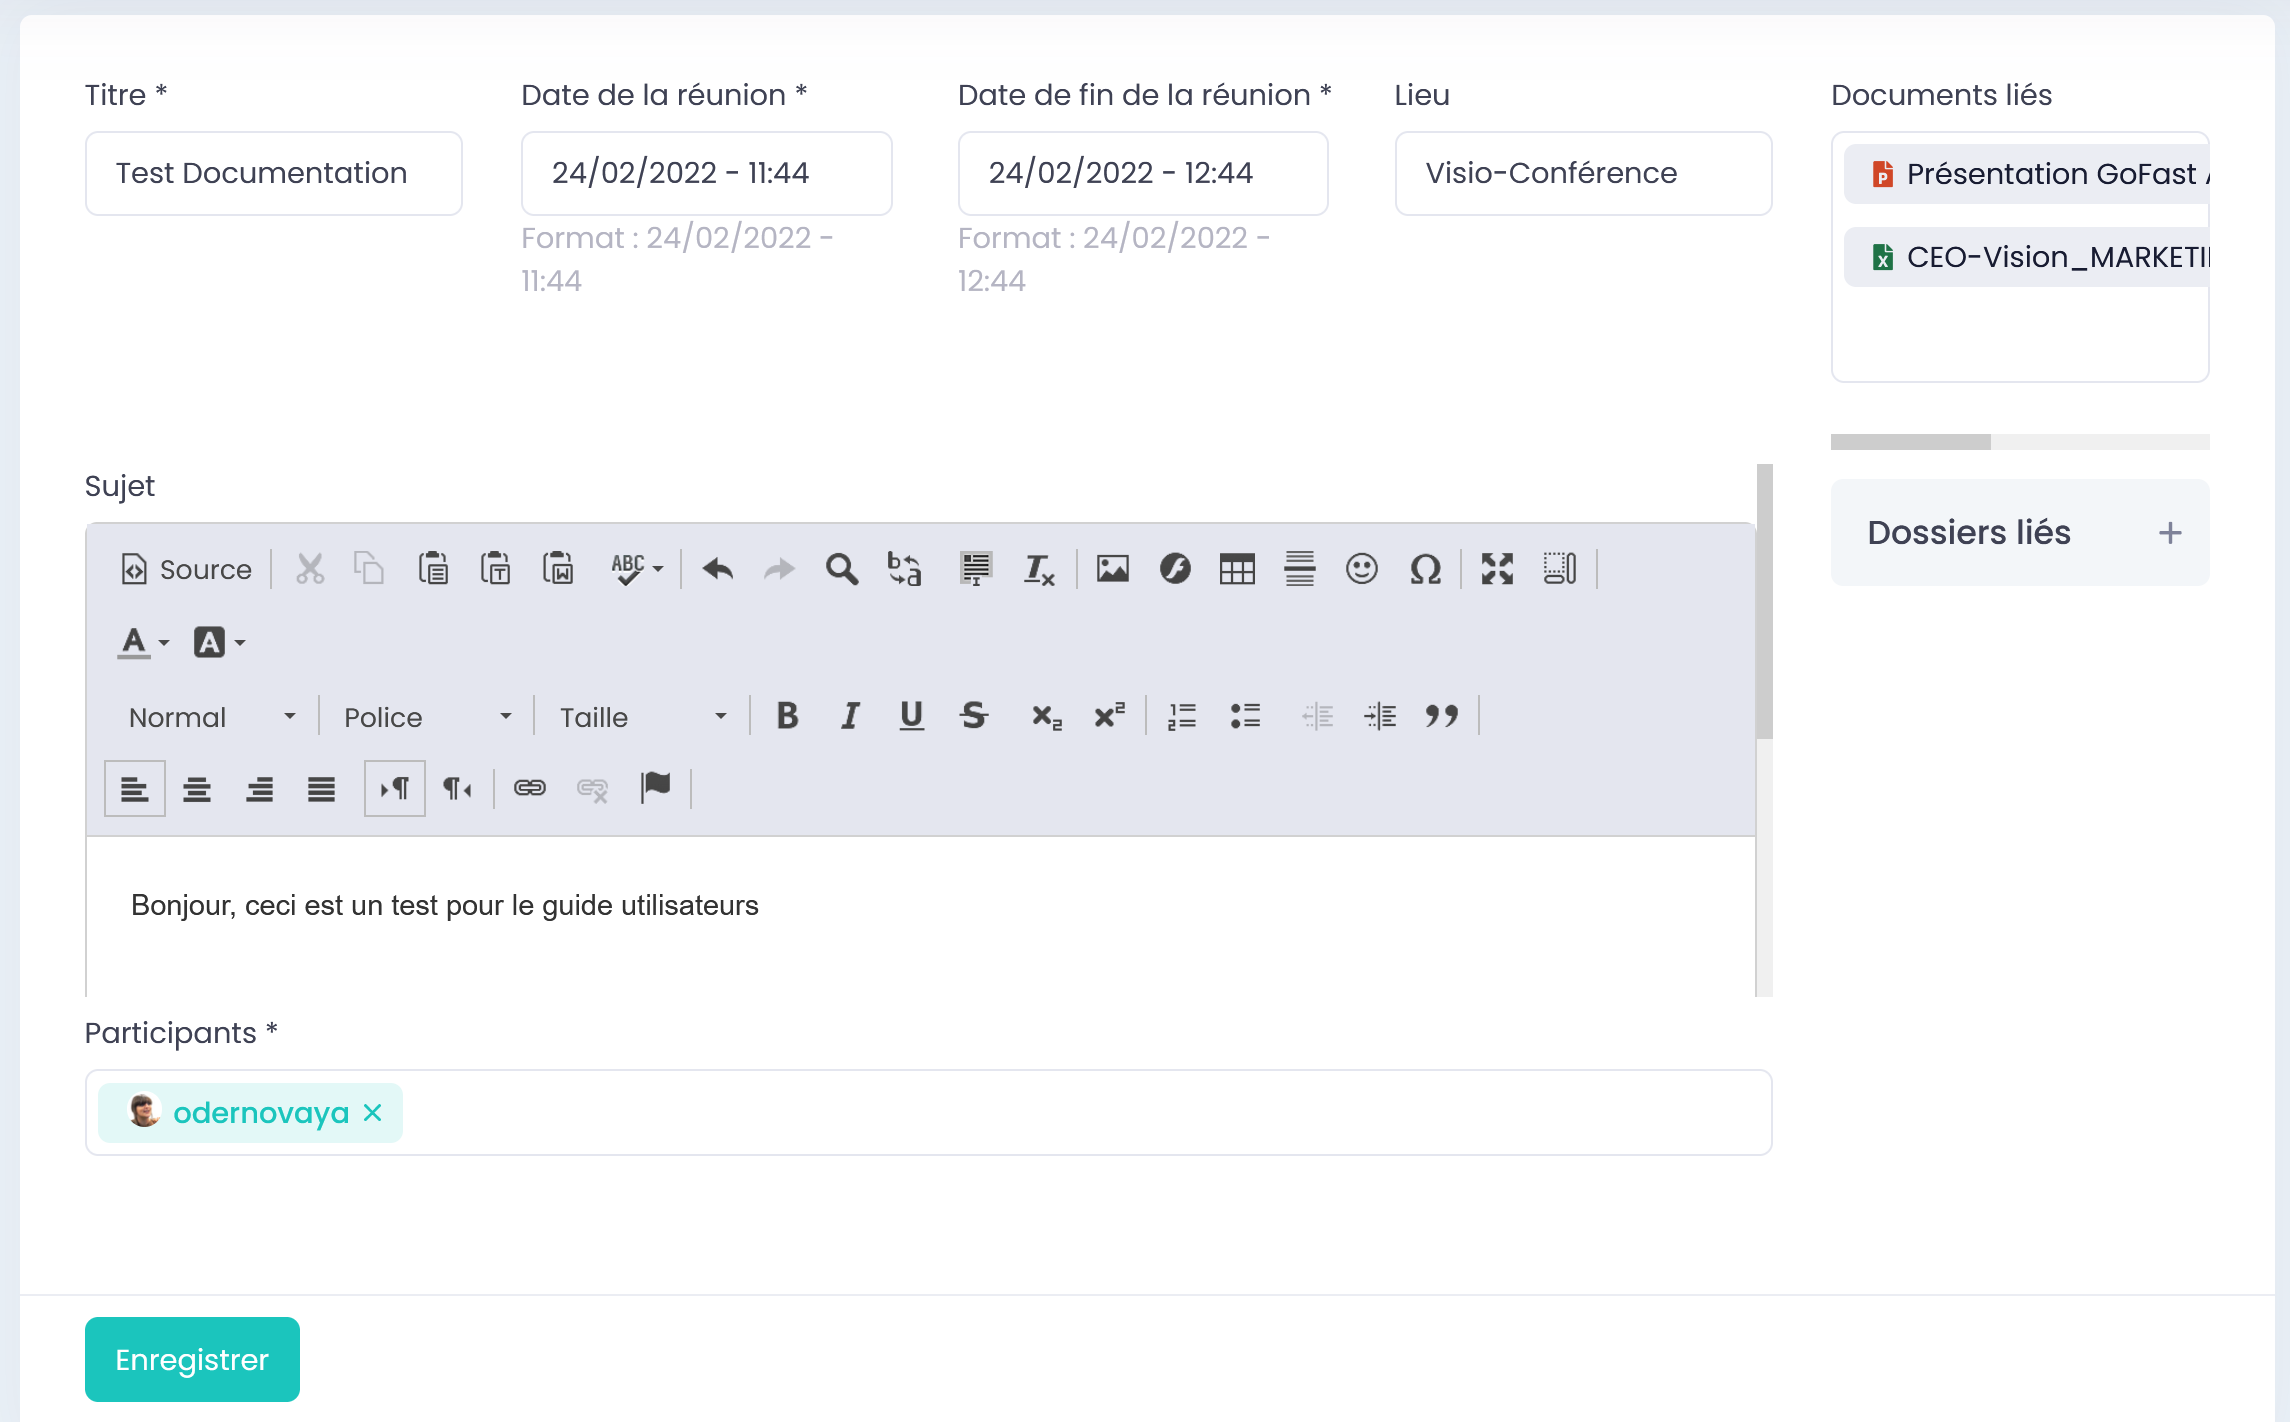 Titre *
Test Documentation
Date de la réunion *
24/02/2022 - 11:44
Format : 24/02/2022 -
11:44
Date de fin de la réunion *
24/02/2022 - 12:44
Format : 24/02/2022 -
12:44
Lieu
Visio-Conférence
Documents liés
Présentation GoFast
CEO-Vision_MARKETI
Dossiers liés +
Sujet
Source
ABC
Normal Police Taille
Bonjour, ceci est un test pour le guide utilisateurs
Participants *
odernovaya
Enregistrer